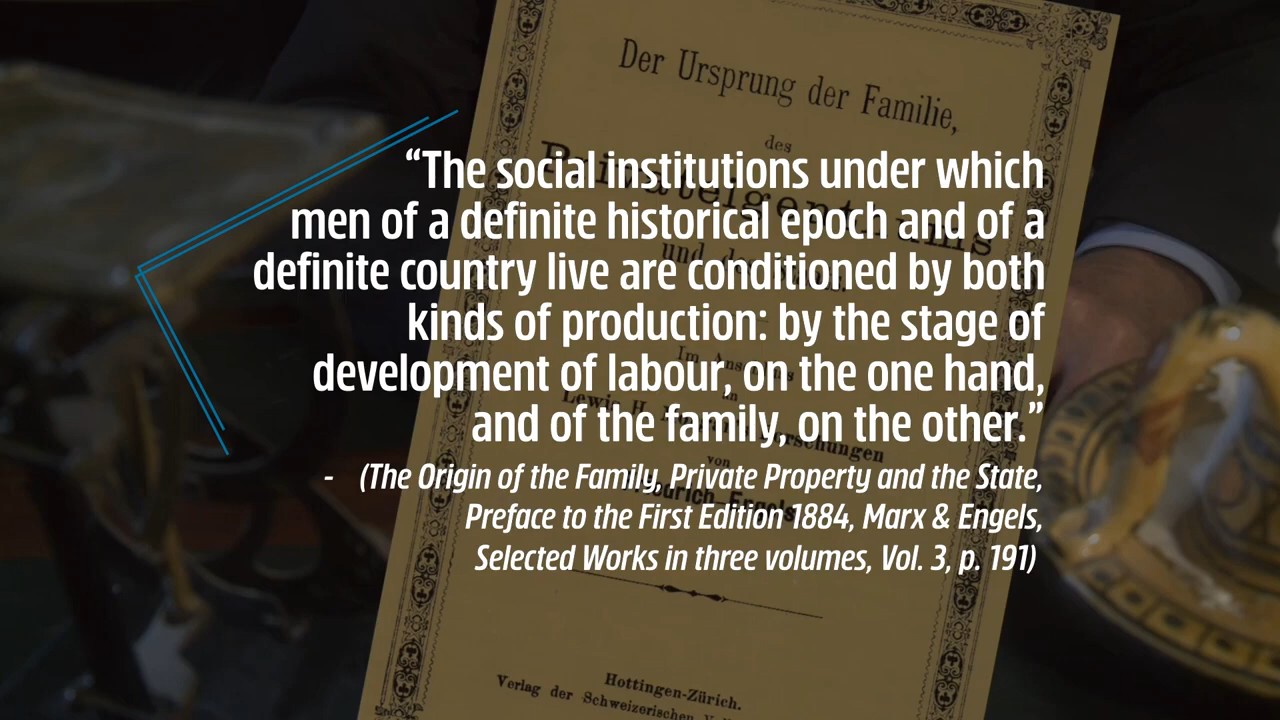 Der Ursprung der Familie,
des
“The social institutions under which
men of a definite historical epoch and of a
definite country live are conditioned by both
kinds of production: by the stage of
development of labour, on the one hand,
and of the family, on the other.”
- (The Origin of the Family, Private Property and the State,
Preface to the First Edition 1884, Marx & Engels,
Selected Works in three volumes, Vol. 3, p. 191)
von
Hottingen-Zürich.
Verlag der Schweizerischen